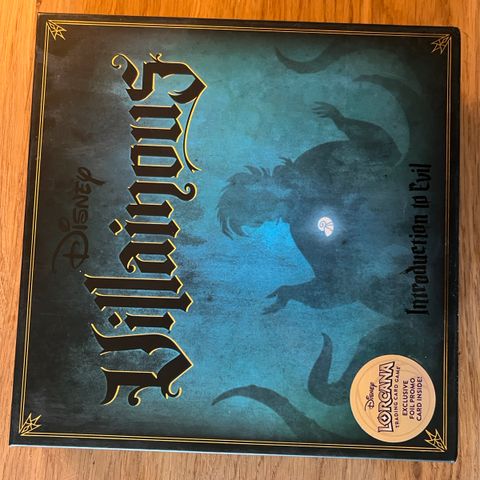 Disney
Villainous
Introduction to Evil
Disney
LORCANA
TRADING CARD GAME
EXCLUSIVE
FOIL PROMO
CARD INSIDE!